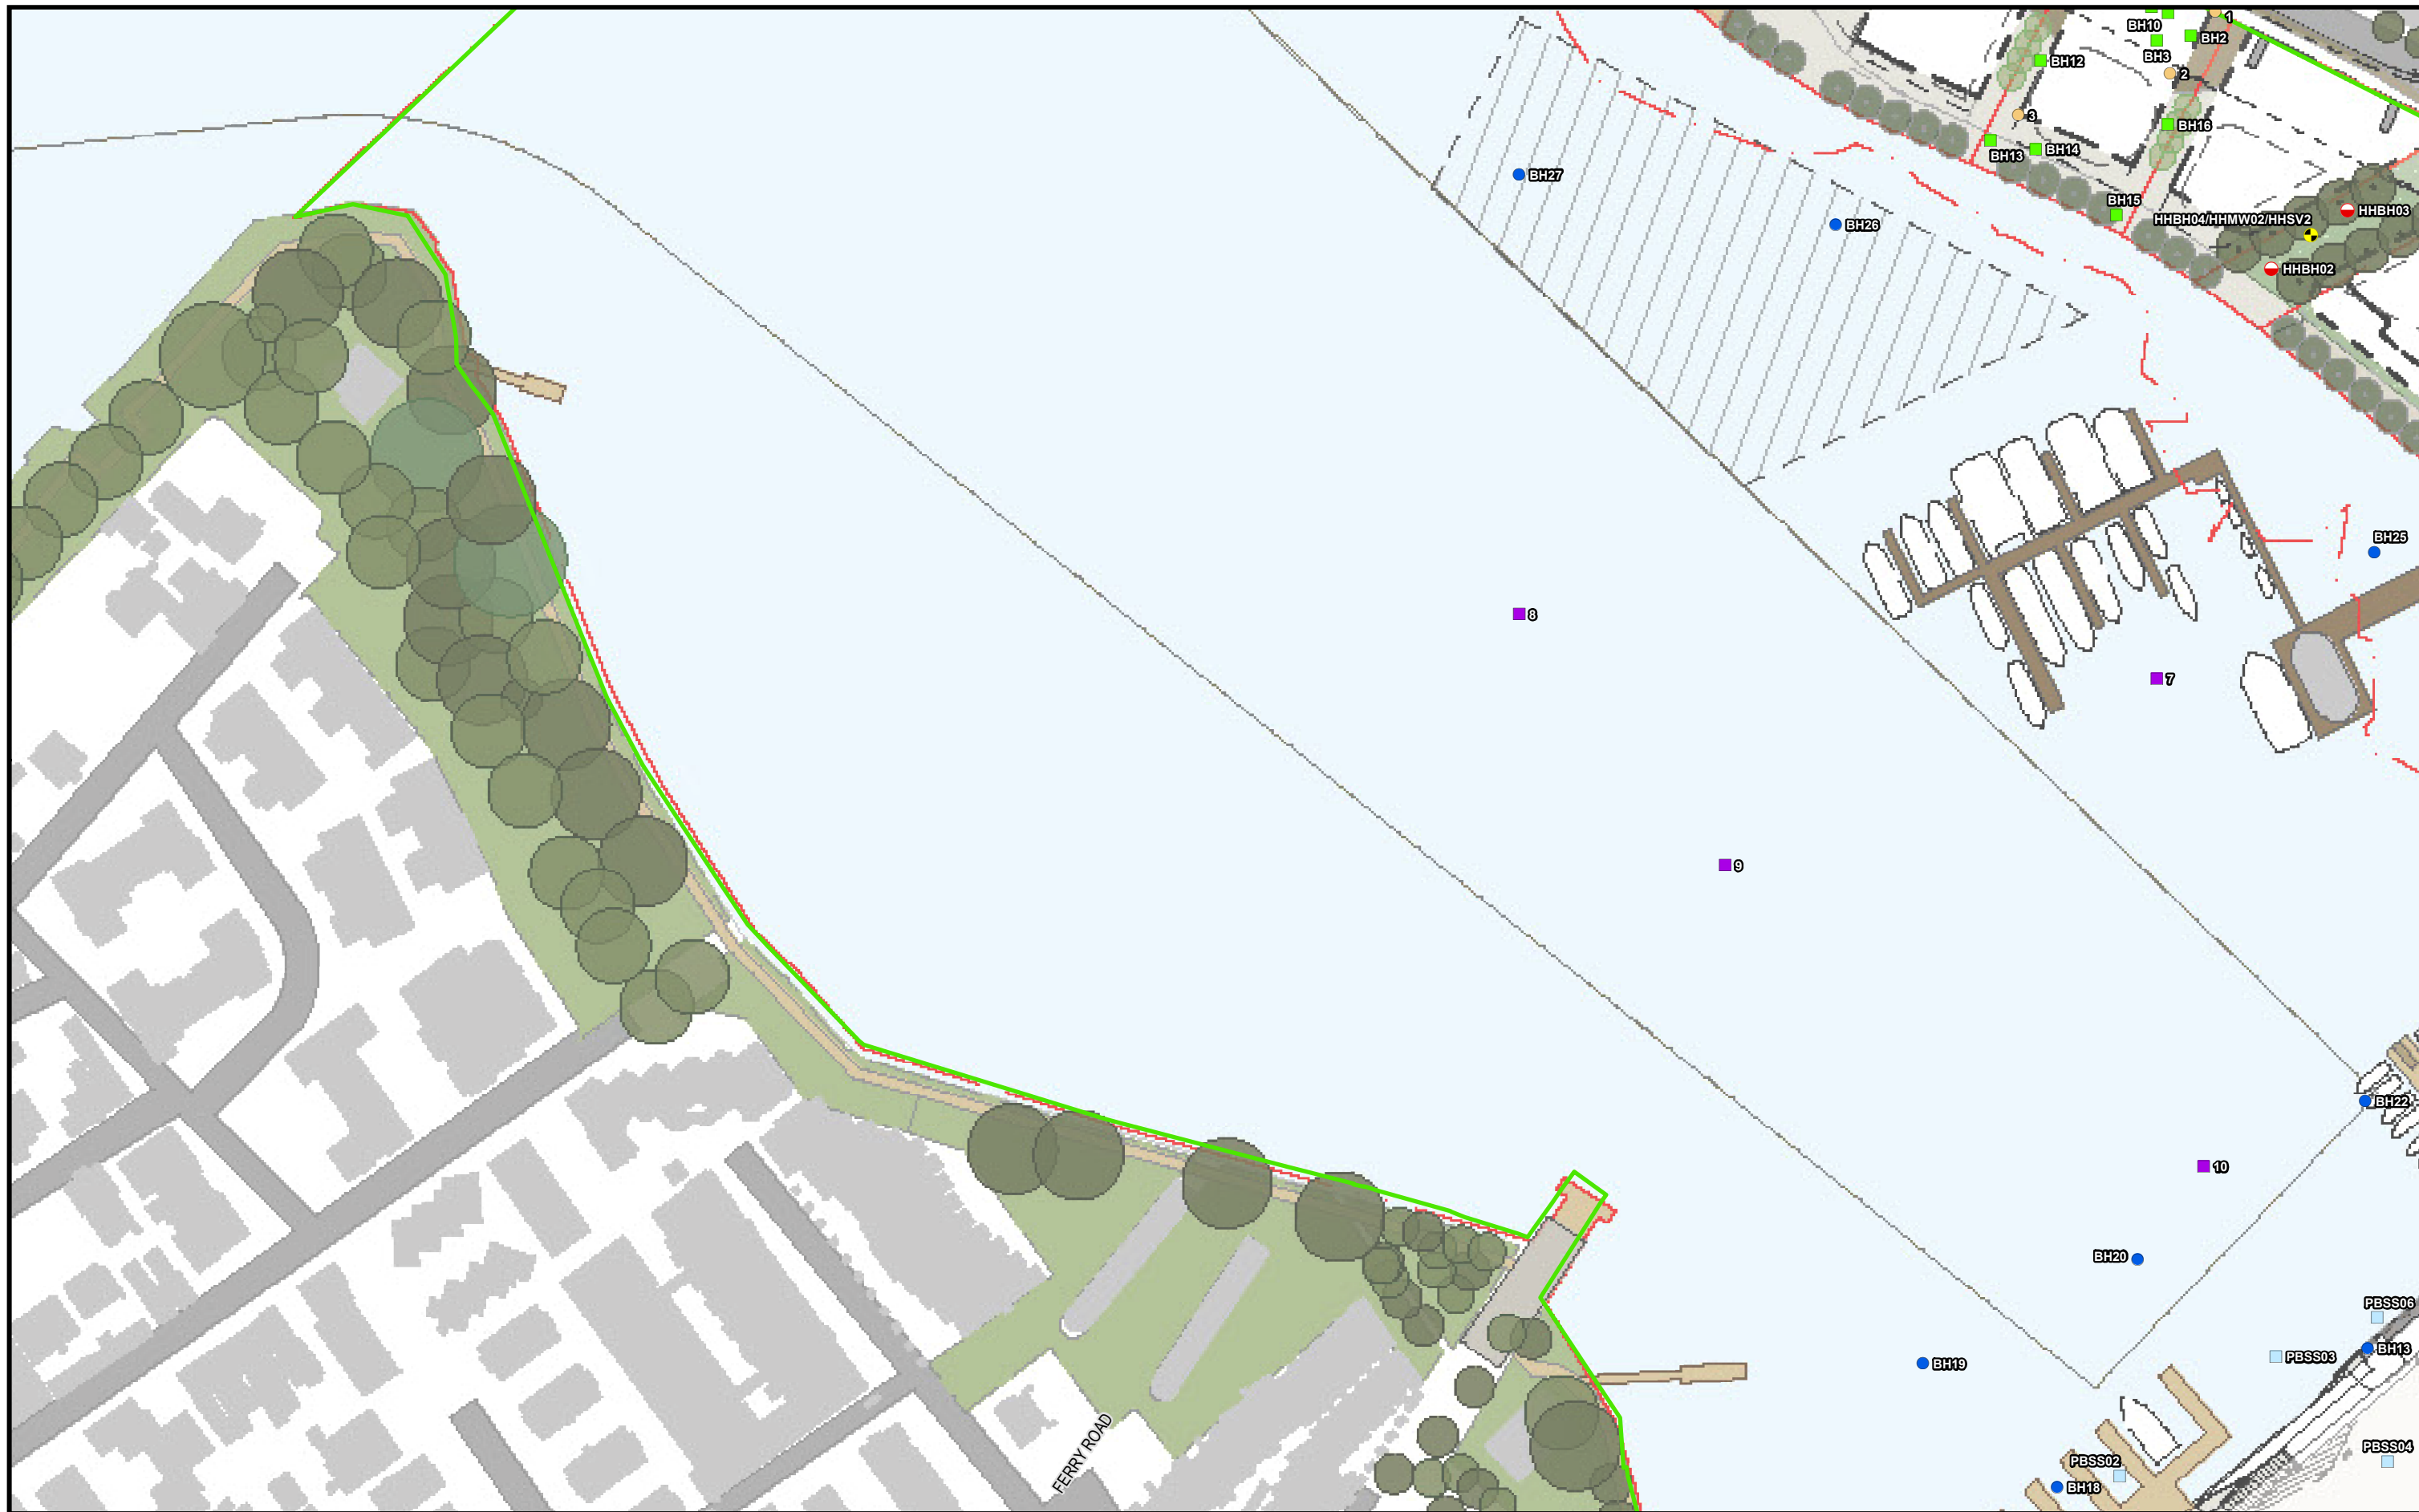 1
BH10
BH2
BH3
BH12
2
3
BH16
BH13
BH14
BH27
BH15
HHBH03
HHBH04/HHMW02/HHSV2
BH26
HHBH02
BH25
8
7
9
BH22
10
BH20
PBSS06
BH13
PBSS03
BH19
FERRY ROAD
PBSS04
PBSS02
BH18